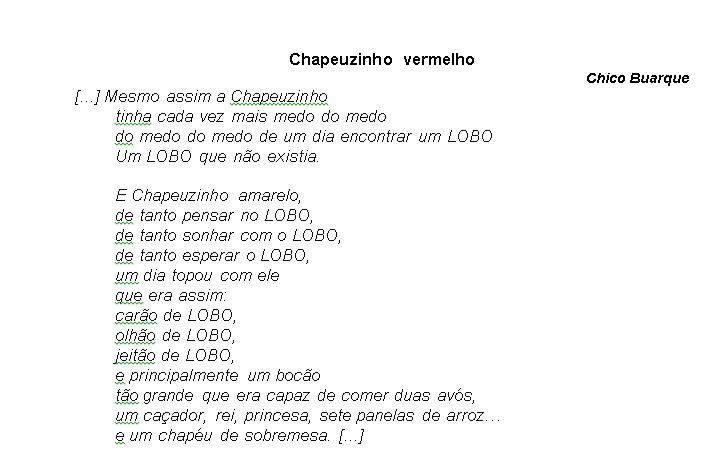 Chapeuzinho vermelho
Chico Buarque
[...] Mesmo assim a Chapeuzinho
tinha cada vez mais medo do medo
do medo do medo de um dia encontrar um LOBO
Um LOBO que não existia.
E Chapeuzinho amarelo,
de tanto pensar no LOBO,
de tanto sonhar com o LOBO,
de tanto esperar o LOBO,
um dia topou com ele
que era assim:
carão de LOBO,
olhão de LOBO,
jeitão de LOBO,
e principalmente um bocão
tão grande que era capaz de comer duas avós,
um caçador, rei, princesa, sete panelas de arroz...
e um chapéu de sobremesa. [...]